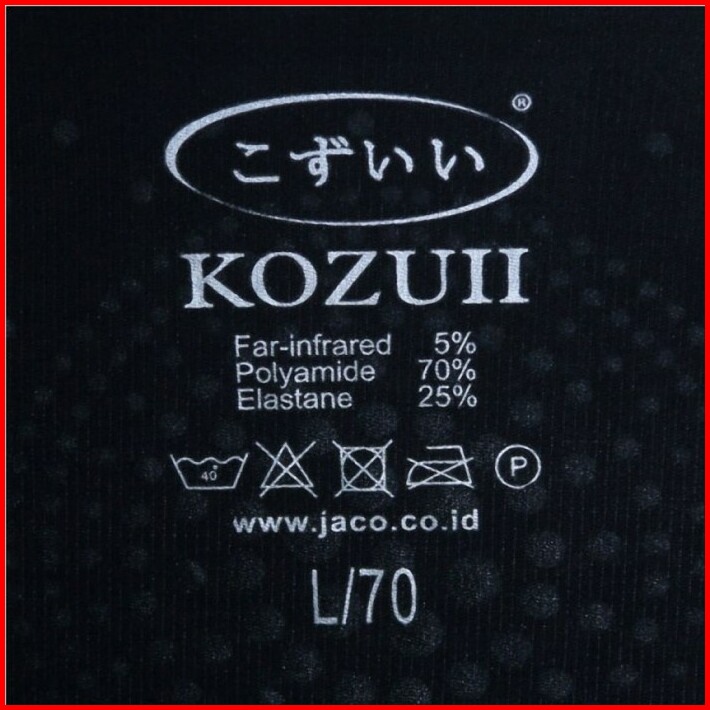 ®
こずいい
KOZUII
Far-infrared 5%
Polyamide 70%
Elastane 25%
40° P
www.jaco.co.id
L/70